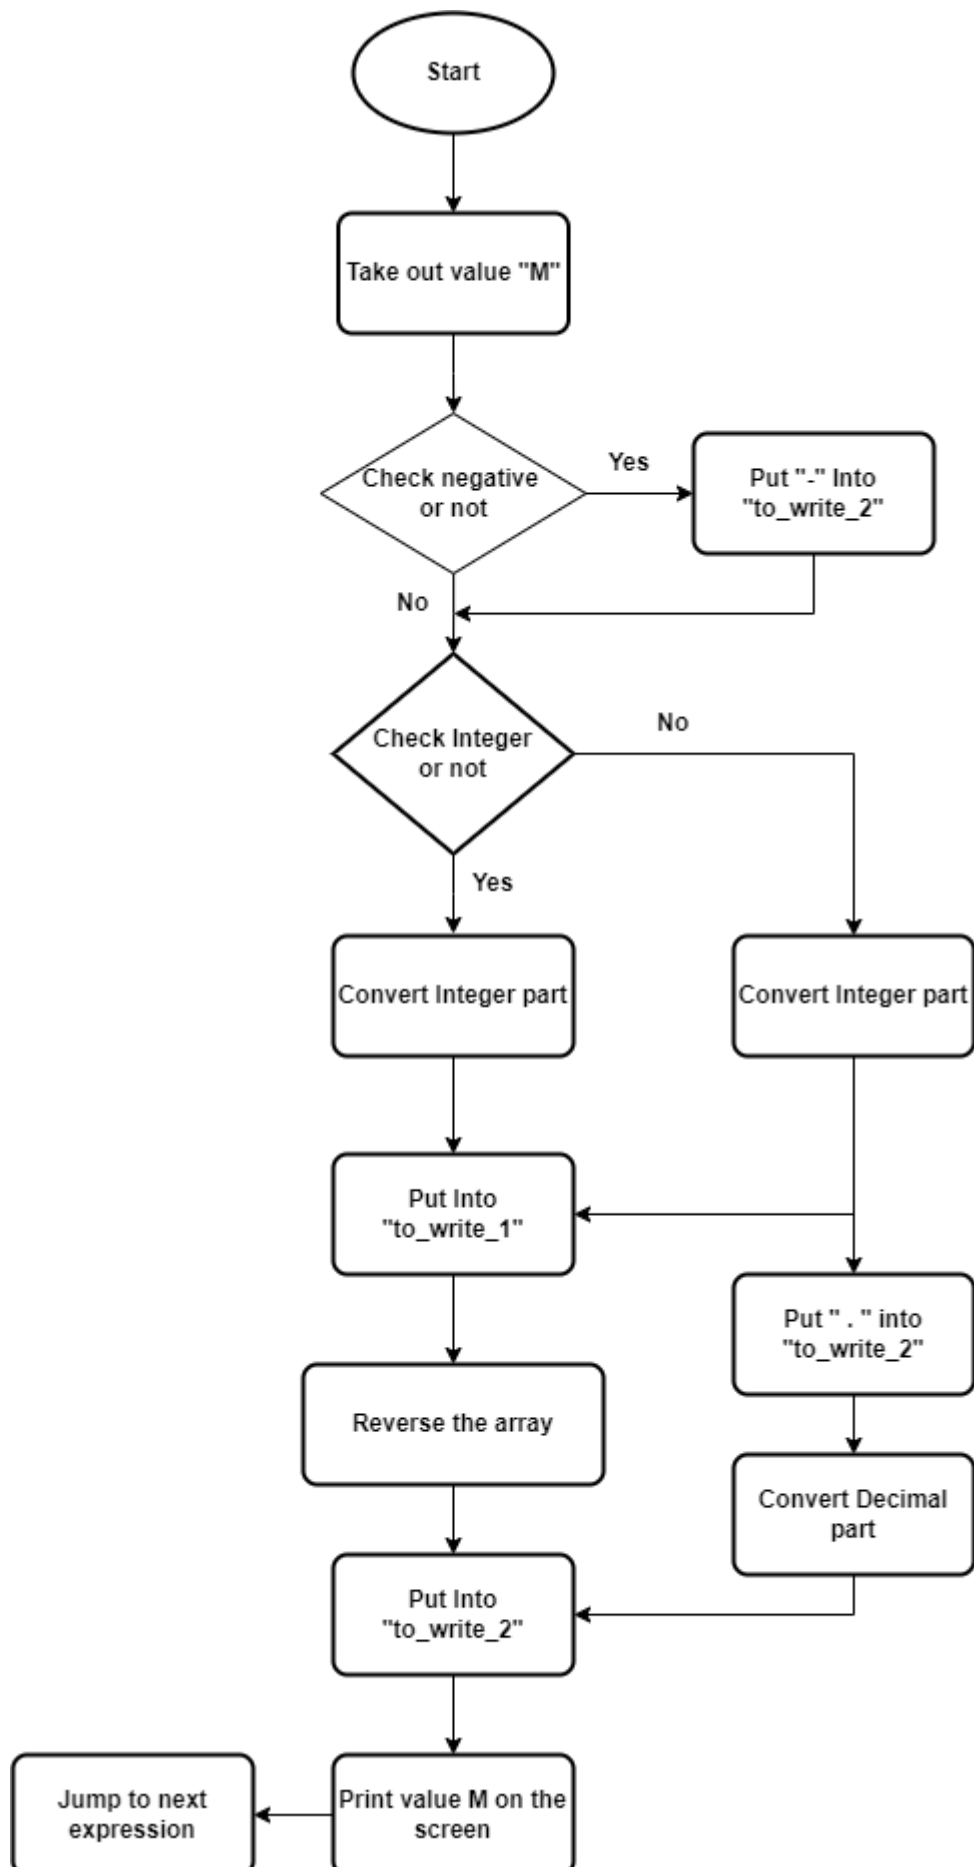 Start
Take out value "M"
Check negative
or not
Yes
Put "-" Into
"to_write_2"
No
Check Integer
or not
No
Yes
Convert Integer part
Convert Integer part
Put Into
"to_write_1"
Put " . " into
"to_write_2"
Reverse the array
Convert Decimal
part
Put Into
"to_write_2"
Jump to next
expression
Print value M on the
screen